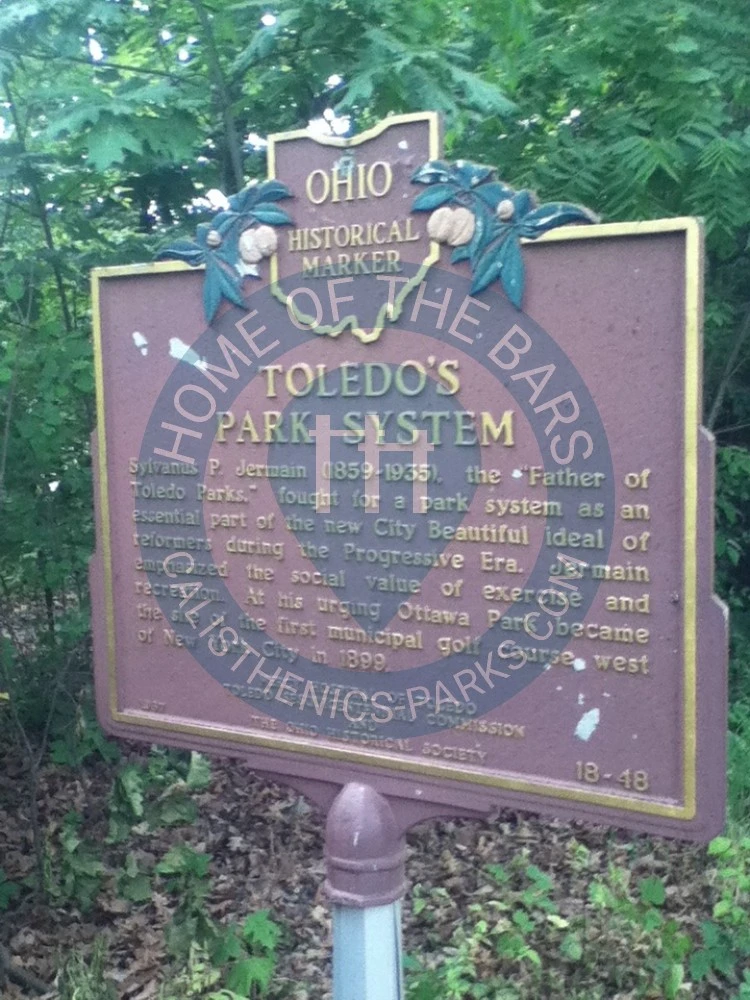 OHIO
HISTORICAL
MARKER
TOLEDO'S
PARK SYSTEM
Sylvanus P. Jermain (1859-1935), the "Father of
Toledo Parks," fought for a park system as an
essential part of the new City Beautiful ideal of
reformers during the Progressive Era. Jermain
emphasized the social value of exercise and
recreation. At his urging Ottawa Park became
the site of the first municipal golf course west
of New York City in 1899.
TOLEDO
COMMISSION
AND
THE OHIO HISTORICAL SOCIETY
18-48
HOME OF THE BARS
CALISTHENICS-PARKS.COM